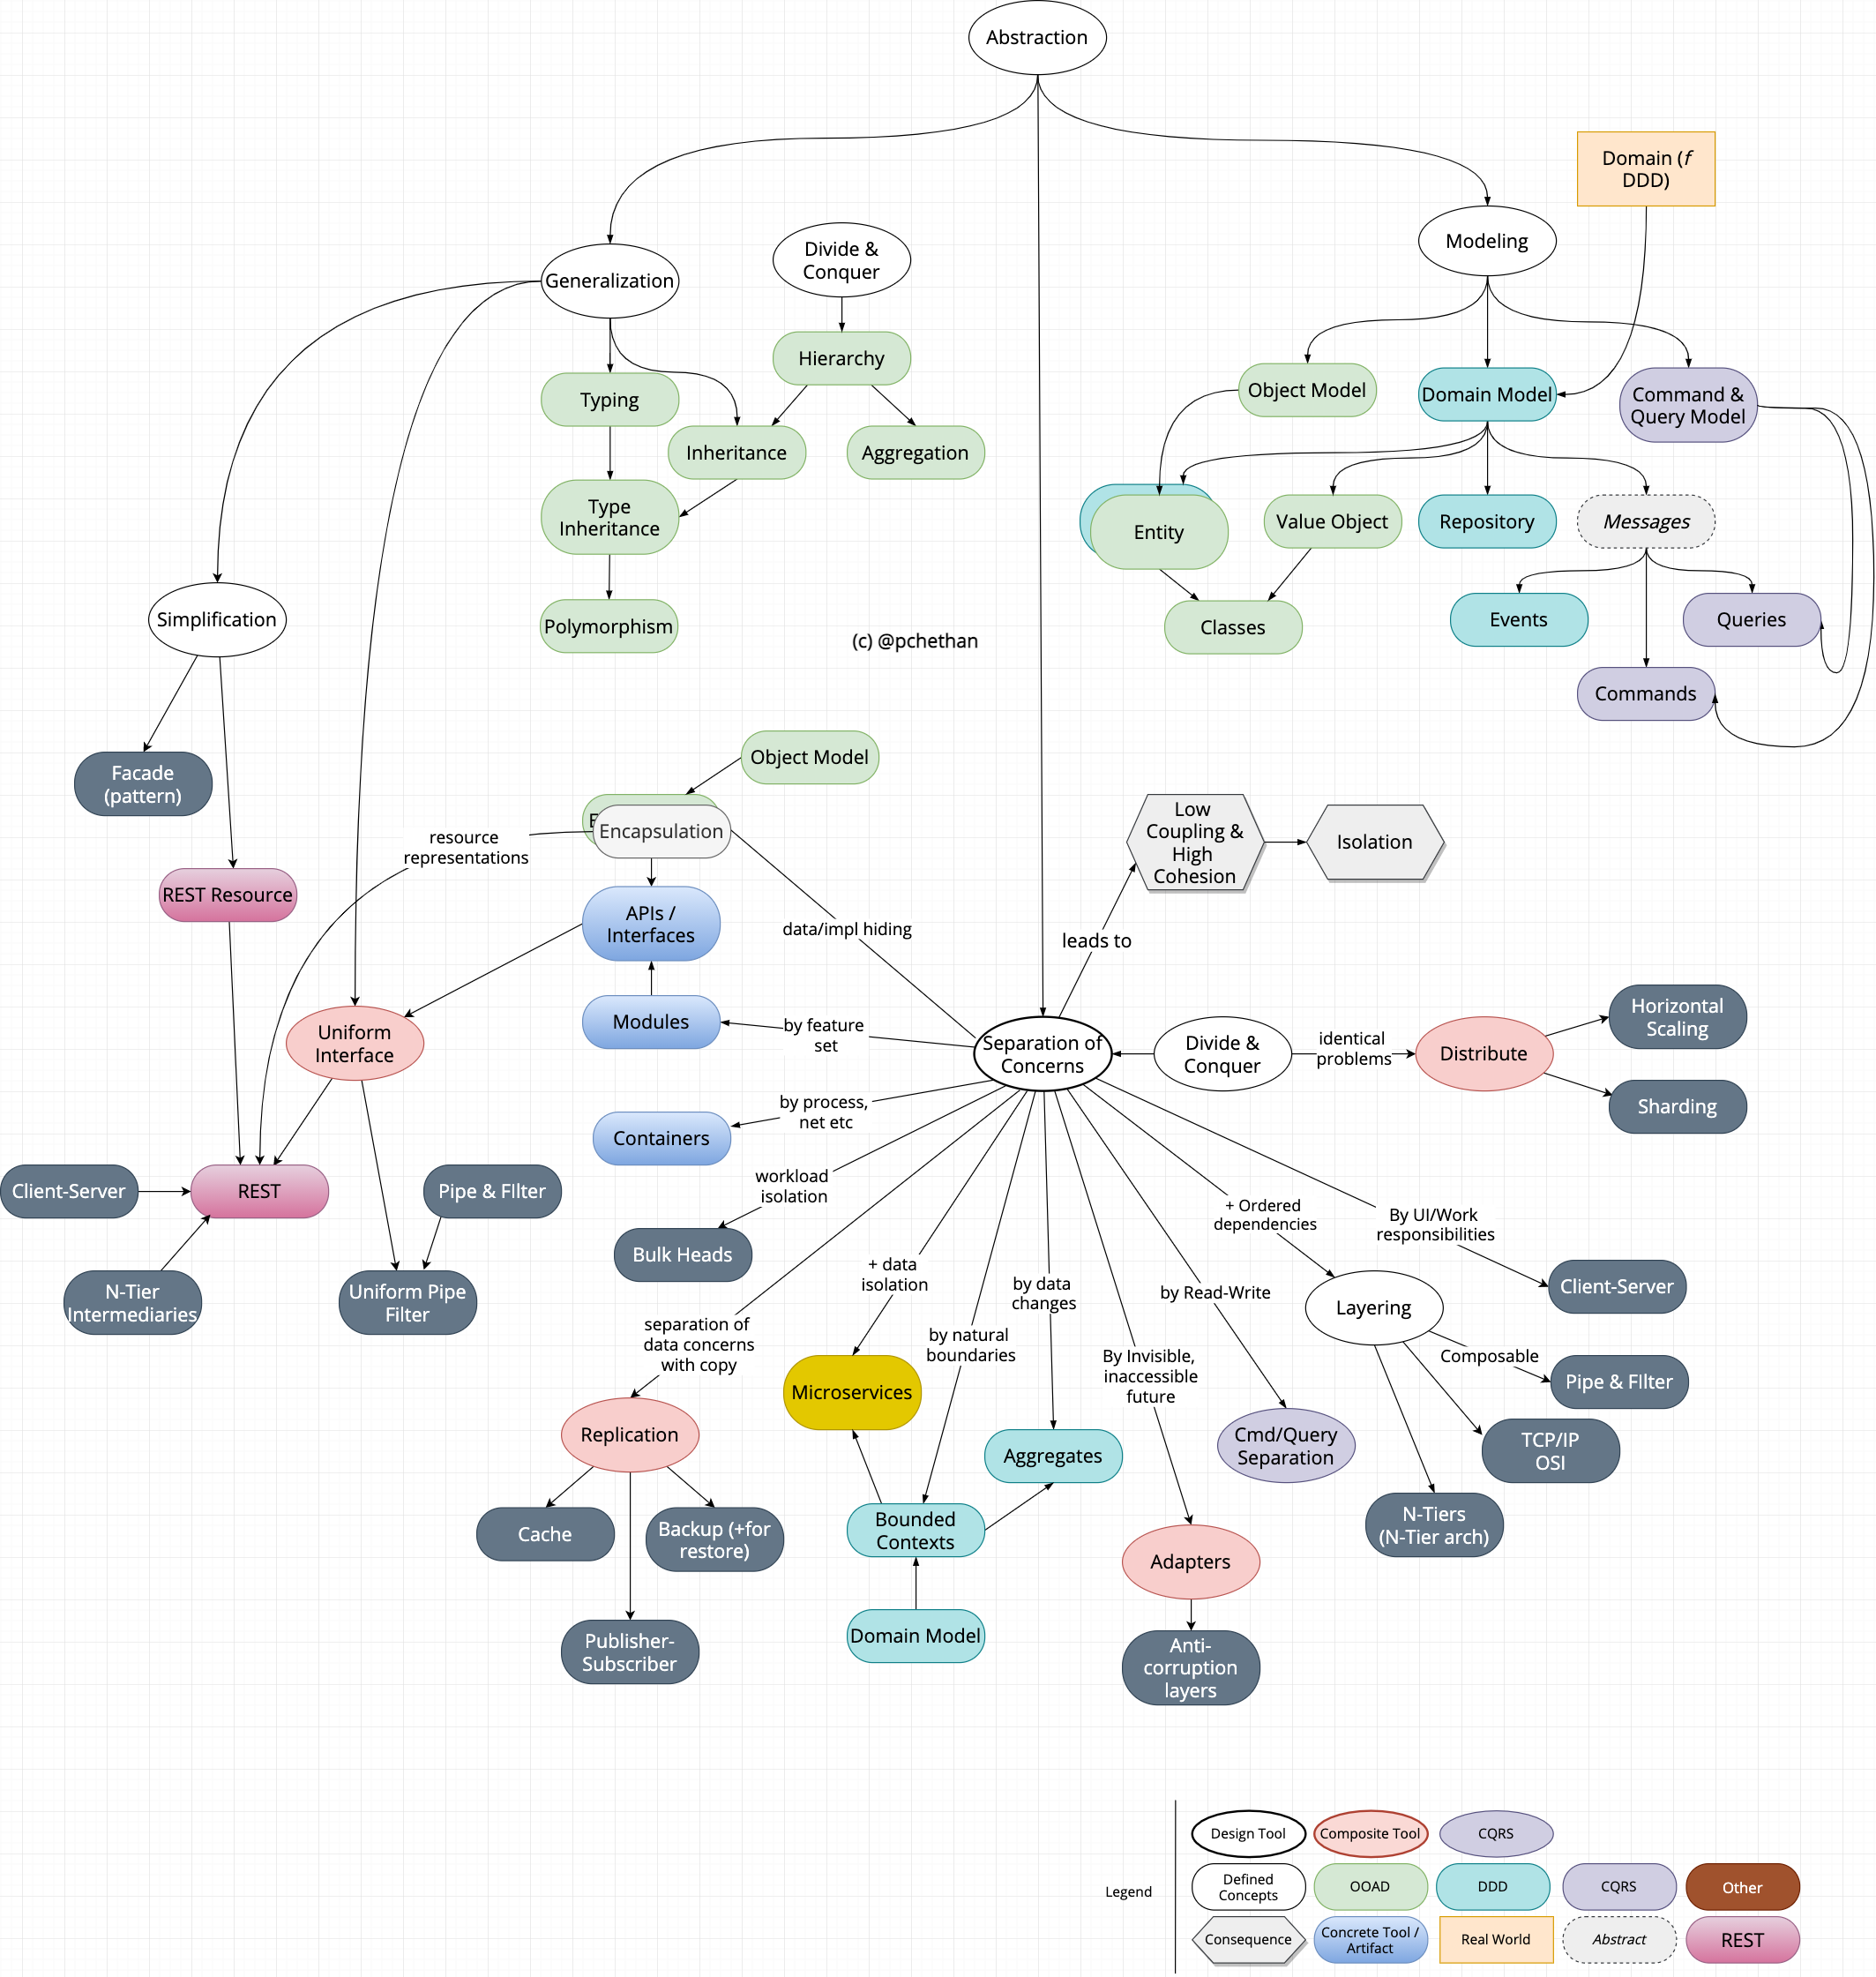 Abstraction
Domain (f
DDD)
Modeling
Divide &
Conquer
Generalization
Hierarchy
Typing
Inheritance
Aggregation
Type
Inheritance
Polymorphism
Object Model
Domain Model
Command &
Query Model
Entity
Value Object
Repository
Messages
Classes
Events
Queries
Commands
Simplification
(c) @pchethan
Facade
(pattern)
Object Model
E
Encapsulation
resource
representations
REST Resource
APIs /
Interfaces
data/impl hiding
Low
Coupling &
High
Cohesion
Isolation
leads to
Modules
by feature
set
Uniform
Interface
Separation of
Concerns
Divide &
Conquer
identical
problems
Distribute
Horizontal
Scaling
Sharding
Containers
by process,
net etc
Client-Server
REST
Pipe & FIlter
N-Tier
Intermediaries
Uniform Pipe
Filter
workload
isolation
Bulk Heads
+ data
isolation
separation of
data concerns
with copy
Microservices
by natural
boundaries
by data
changes
By Invisible,
inaccessible
future
by Read-Write
+ Ordered
dependencies
By UI/Work
responsibilities
Client-Server
Layering
Composable
Pipe & FIlter
TCP/IP
OSI
N-Tiers
(N-Tier arch)
Cmd/Query
Separation
Replication
Cache
Backup (+for
restore)
Publisher-
Subscriber
Aggregates
Bounded
Contexts
Domain Model
Adapters
Anti-
corruption
layers
Legend
Design Tool
Composite Tool
CQRS
Defined
Concepts
OOAD
DDD
CQRS
Other
Consequence
Concrete Tool /
Artifact
Real World
Abstract
REST